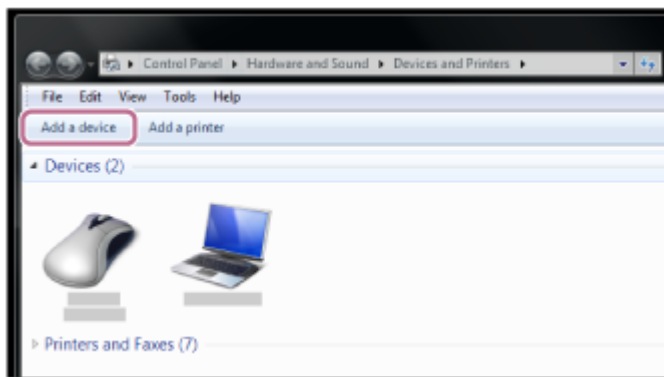 Control Panel ▸ Hardware and Sound ▸ Devices and Printers ▸
File Edit View Tools Help
Add a device Add a printer
Devices (2)
Printers and Faxes (7)